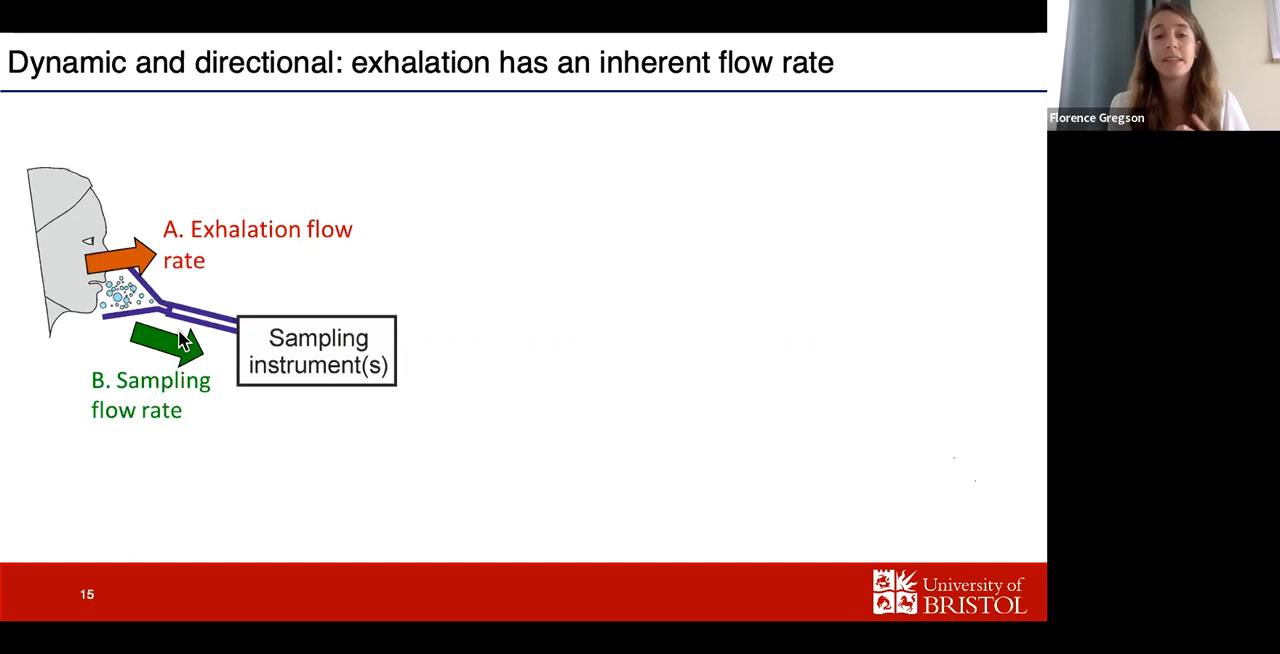 Dynamic and directional: exhalation has an inherent flow rate
Florence Gregson
A. Exhalation flow
rate
Sampling
instrument(s)
B. Sampling
flow rate
15
University of
BRISTOL